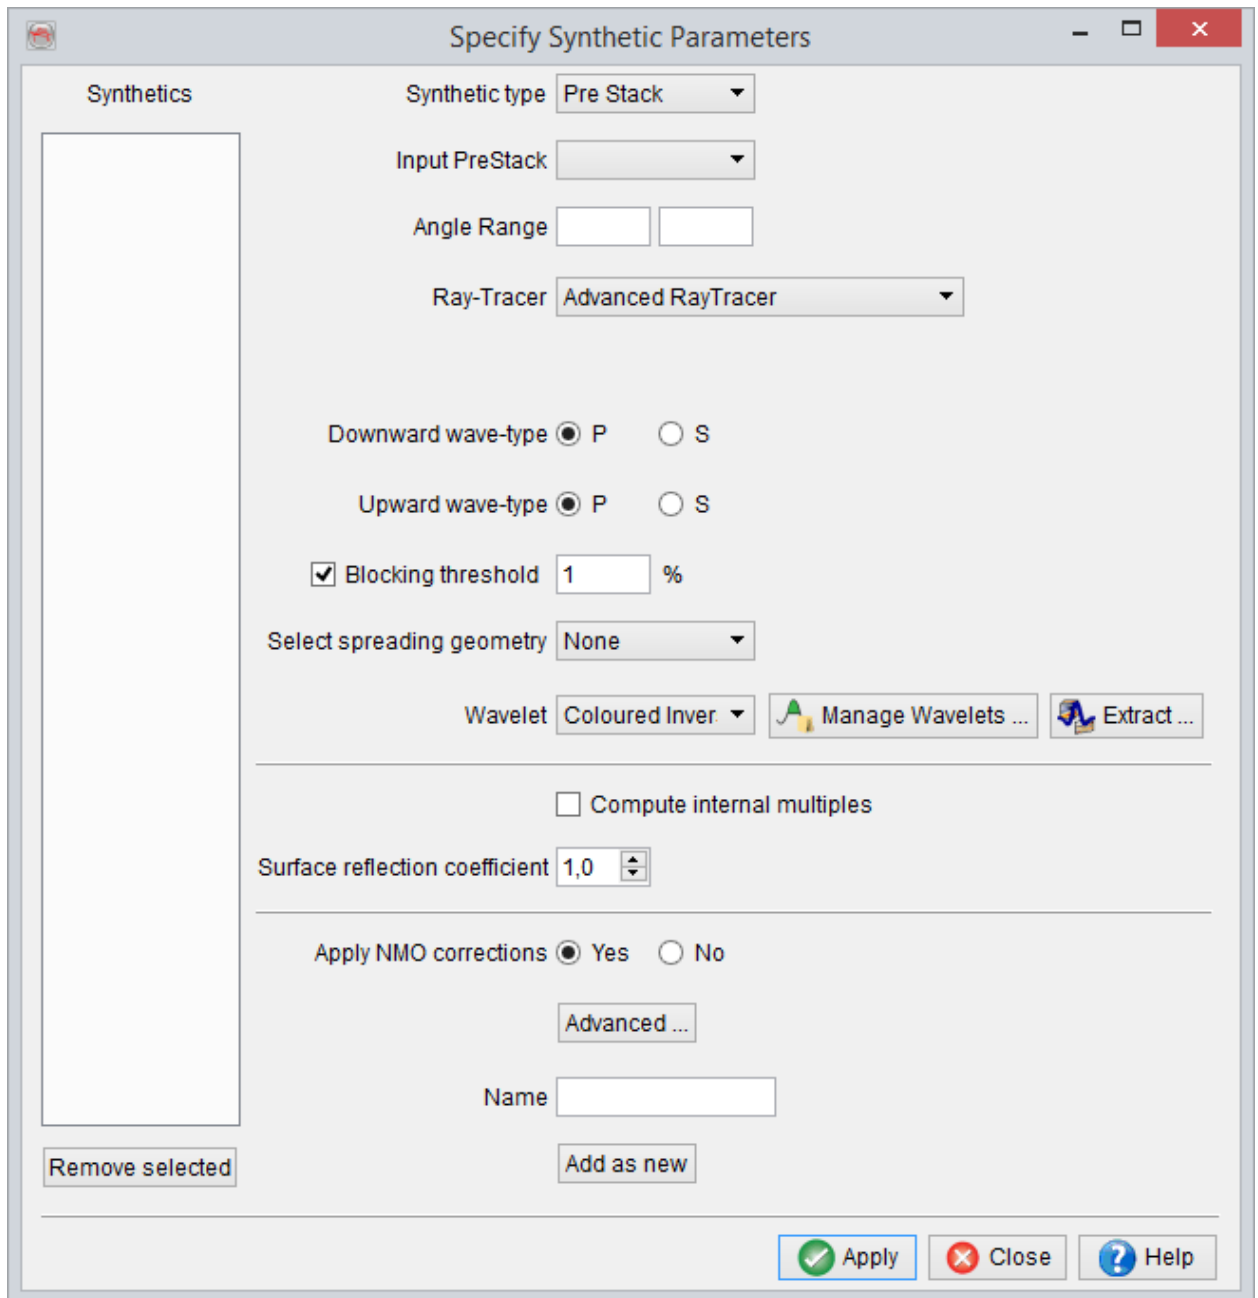 Specify Synthetic Parameters
Synthetics
Synthetic type Pre Stack
Input PreStack
Angle Range
Ray-Tracer Advanced RayTracer
Downward wave-type P S
Upward wave-type P S
Blocking threshold 1 %
Select spreading geometry None
Wavelet Coloured Inver Manage Wavelets ... Extract ...
Compute internal multiples
Surface reflection coefficient 1,0
Apply NMO corrections Yes No
Advanced ...
Name
Remove selected Add as new
Apply Close Help